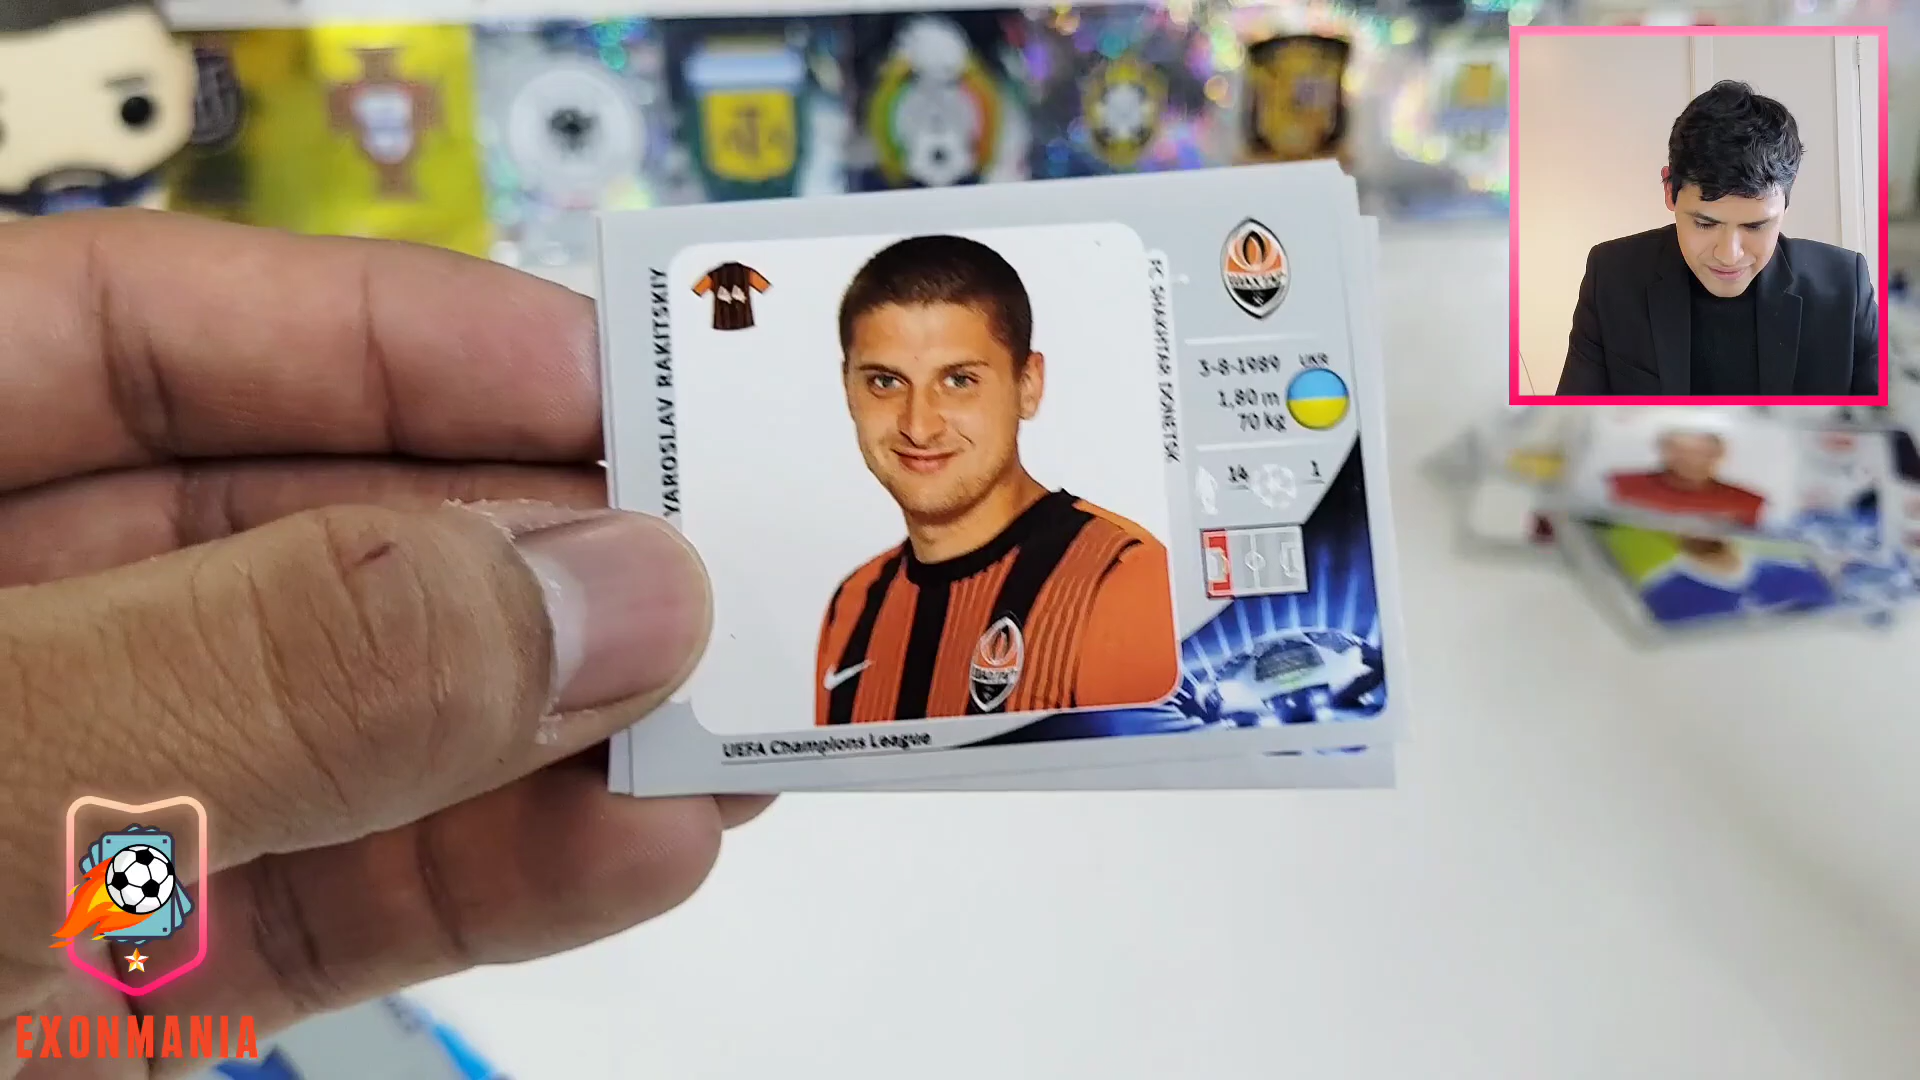 YAROSLAV RAKITSKIY
FC SHAKHTAR DONETSK
3-8-1989
UKR
1,80 m
70 kg
14
1
UEFA Champions League
EXONMANIA